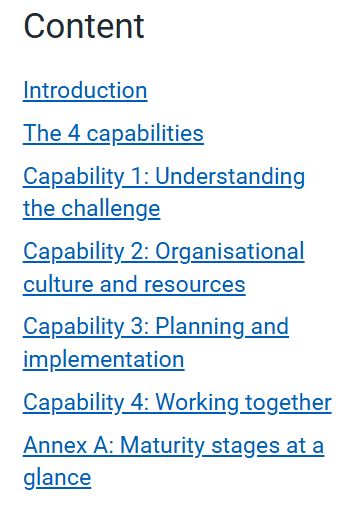 Content
Introduction
The 4 capabilities
Capability 1: Understanding
the challenge
Capability 2: Organisational
culture and resources
Capability 3: Planning and
implementation
Capability 4: Working together
Annex A: Maturity stages at a
glance